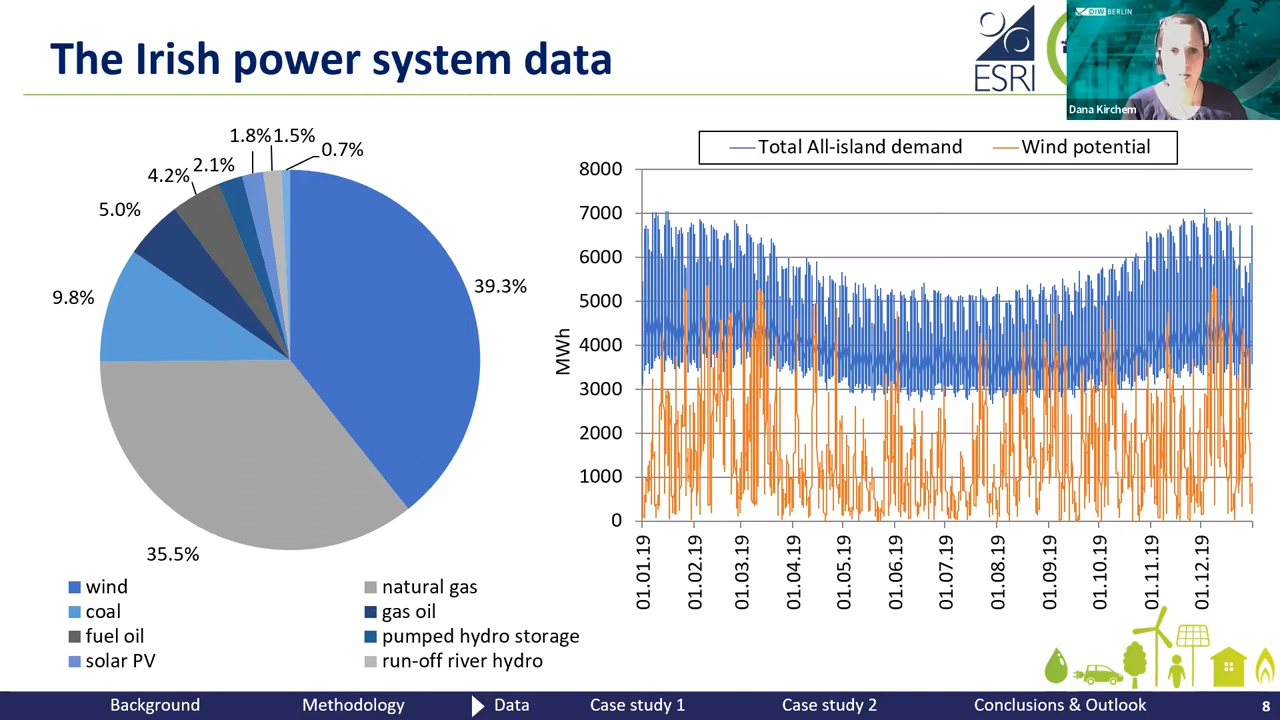 The Irish power system data
ESRI
DIW BERLIN
Dana Kirchem
1.8% 1.5%
0.7%
2.1%
4.2%
5.0%
9.8%
39.3%
35.5%
wind
natural gas
coal
gas oil
fuel oil
pumped hydro storage
solar PV
run-off river hydro
Total All-island demand
Wind potential
8000
7000
6000
5000
4000
3000
2000
1000
0
MWh
01.01.19
01.02.19
01.03.19
01.04.19
01.05.19
01.06.19
01.07.19
01.08.19
01.09.19
01.10.19
01.11.19
01.12.19
Background
Methodology
Data
Case study 1
Case study 2
Conclusions & Outlook
8